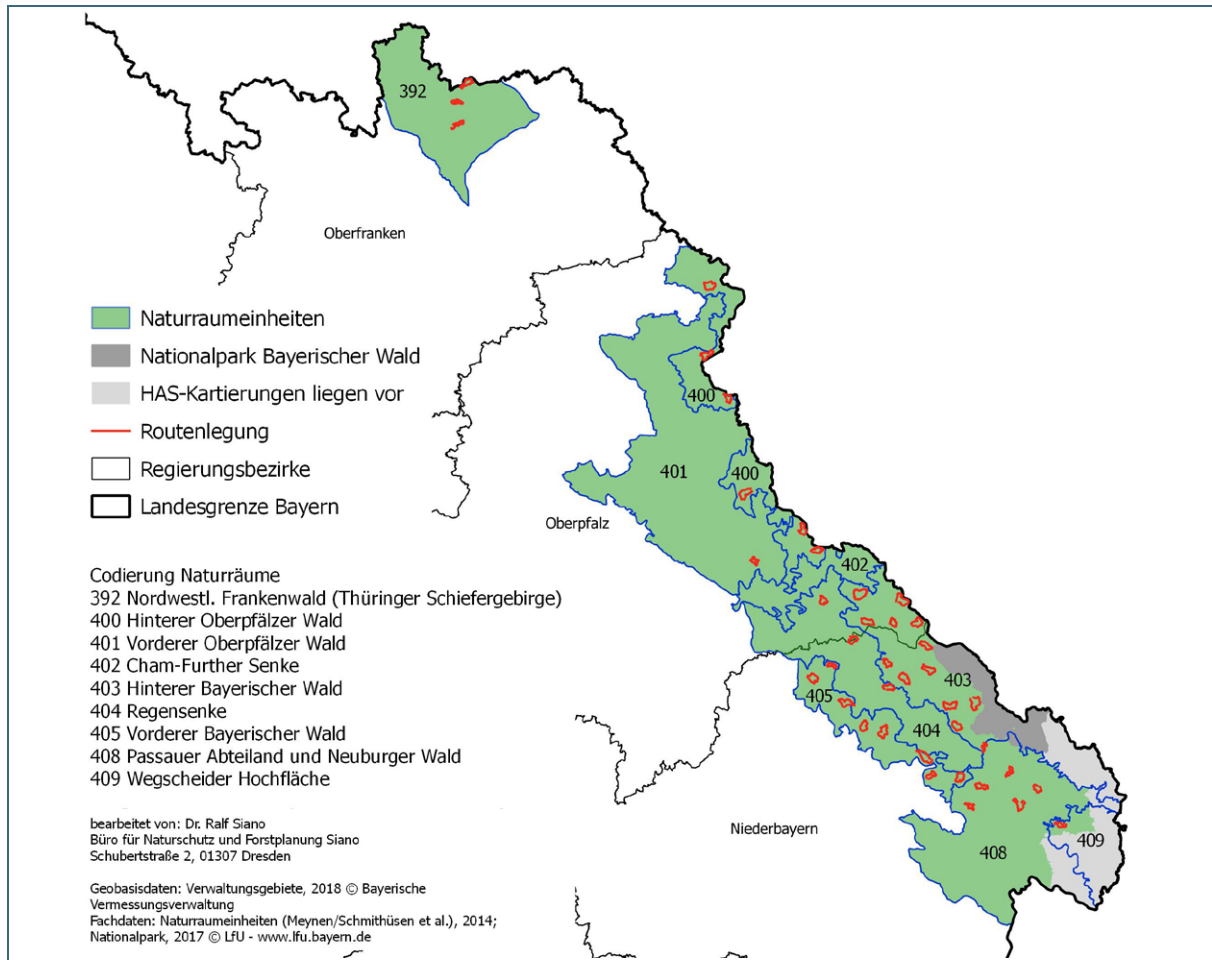 392
Oberfranken
Naturraumeinheiten
Nationalpark Bayerischer Wald
HAS-Kartierungen liegen vor
Routenlegung
Regierungsbezirke
Landesgrenze Bayern
400
401
400
Oberpfalz
402
403
405
404
Niederbayern
408
409
Codierung Naturräume
392 Nordwestl. Frankenwald (Thüringer Schiefergebirge)
400 Hinterer Oberpfälzer Wald
401 Vorderer Oberpfälzer Wald
402 Cham-Further Senke
403 Hinterer Bayerischer Wald
404 Regensenke
405 Vorderer Bayerischer Wald
408 Passauer Abteiland und Neuburger Wald
409 Wegscheider Hochfläche
bearbeitet von: Dr. Ralf Siano
Büro für Naturschutz und Forstplanung Siano
Schubertstraße 2, 01307 Dresden
Geobasisdaten: Verwaltungsgebiete, 2018 © Bayerische
Vermessungsverwaltung
Fachdaten: Naturraumeinheiten (Meynen/Schmithüsen et al.), 2014;
Nationalpark, 2017 © LfU - www.lfu.bayern.de